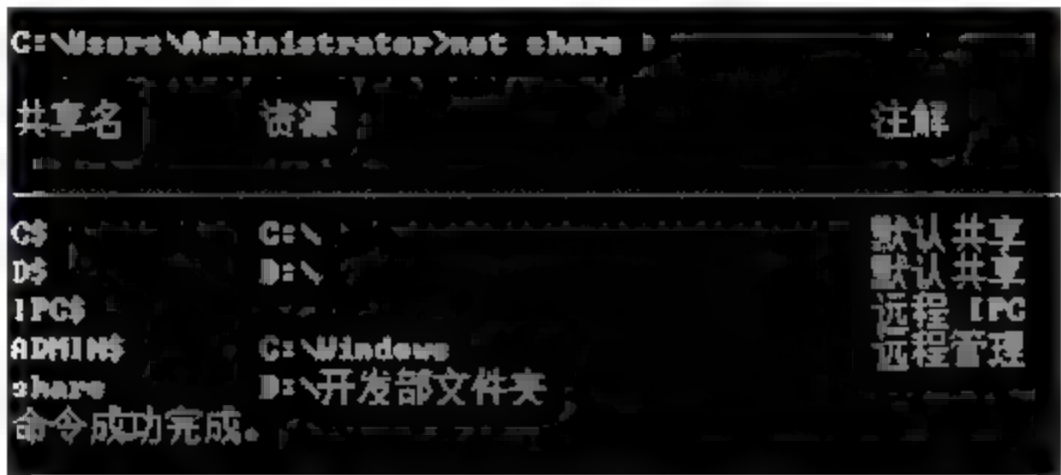 C:\Users\Administrator>net share
共享名 资源 注解
C$ C:\ 默认共享
D$ D:\ 默认共享
IPC$ 远程 IPC
ADMIN$ C:\Windows 远程管理
share D:\开发部文件夹
命令成功完成。